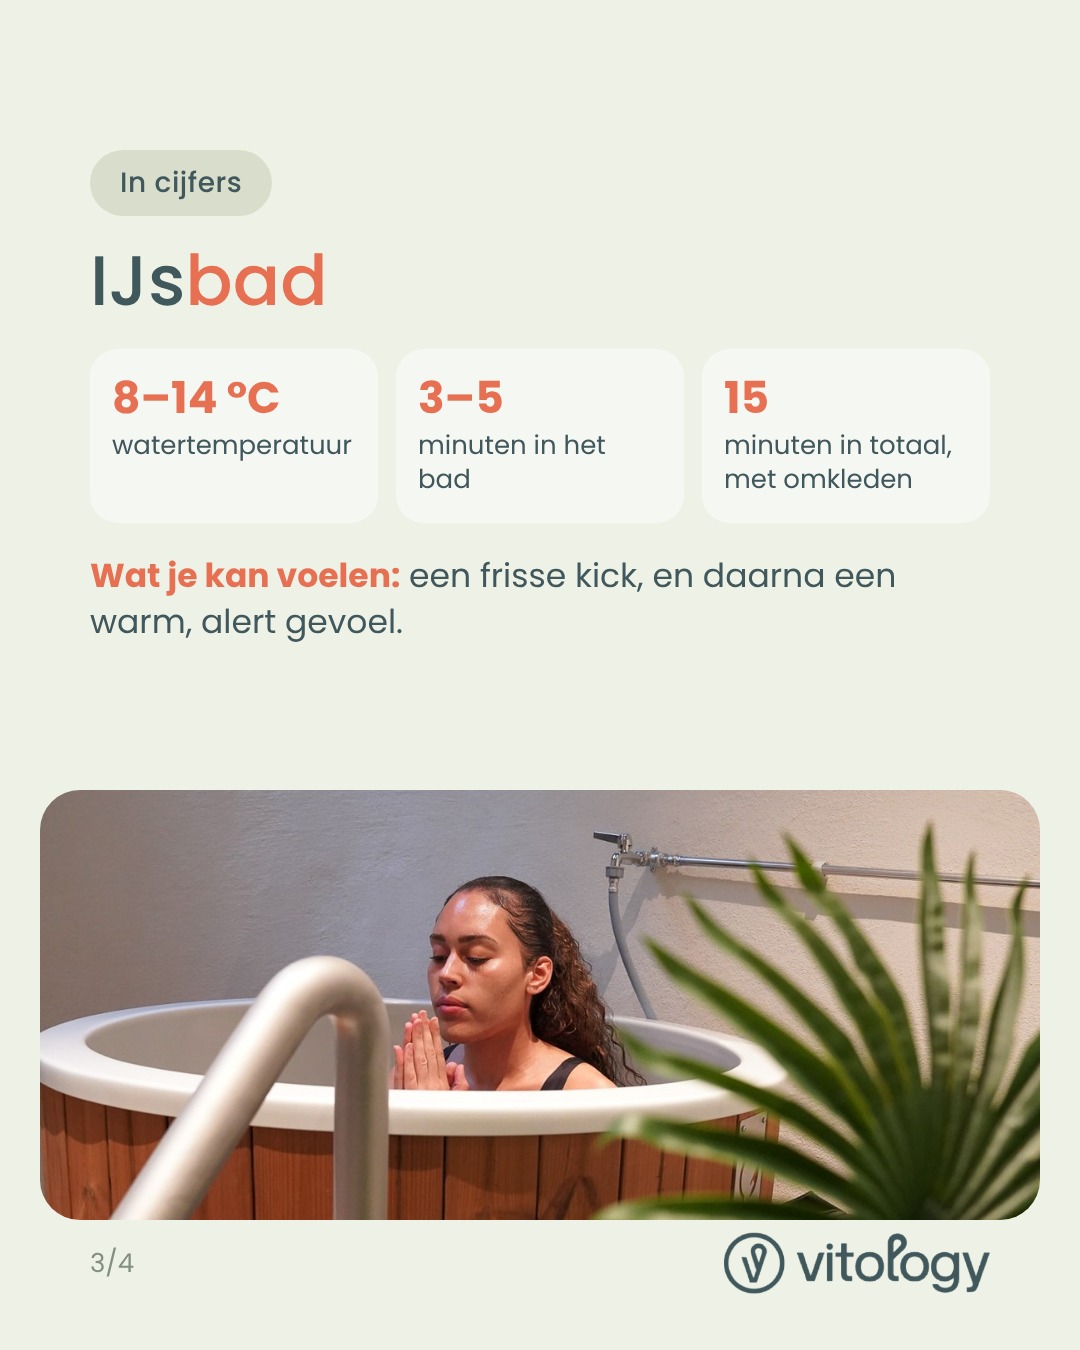 In cijfers
IJsbad
8–14 °C
watertemperatuur
3–5
minuten in het
bad
15
minuten in totaal,
met omkleden
Wat je kan voelen: een frisse kick, en daarna een
warm, alert gevoel.
3/4
vitology